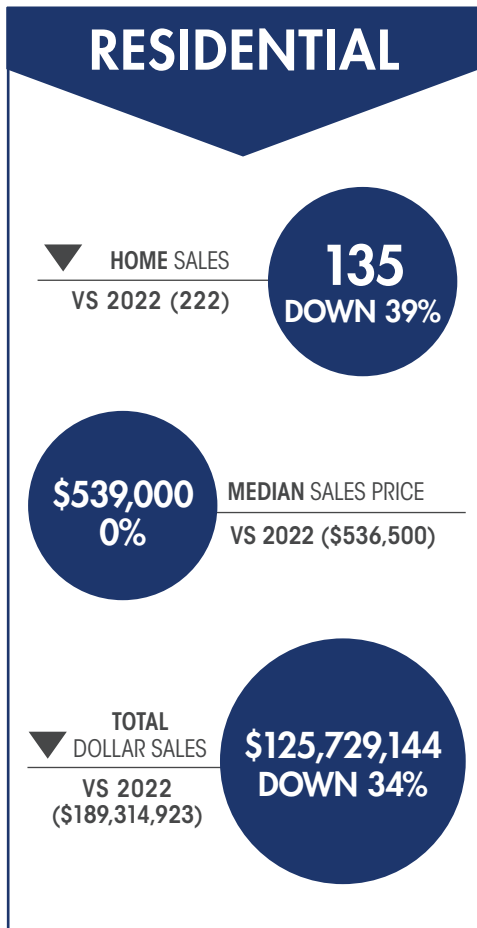 RESIDENTIAL
HOME SALES
VS 2022 (222)
135
DOWN 39%
$539,000
0%
MEDIAN SALES PRICE
VS 2022 ($536,500)
TOTAL
DOLLAR SALES
VS 2022
($189,314,923)
$125,729,144
DOWN 34%